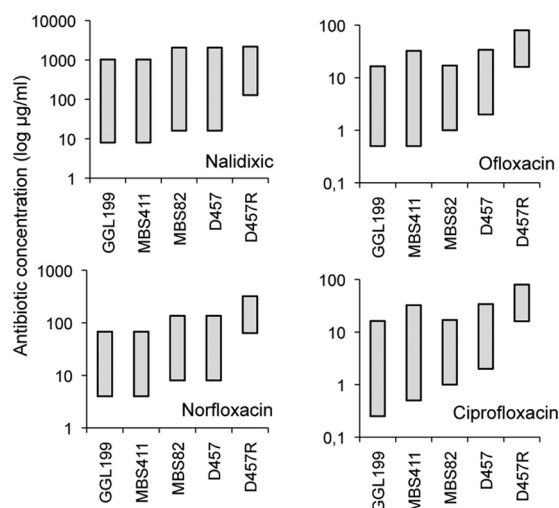 Antibiotic concentration (log µg/ml)
10000
1000
100
10
1
Nalidixic
GGL199
MBS411
MBS82
D457
D457R
100
10
1
0,1
Ofloxacin
GGL199
MBS411
MBS82
D457
D457R
1000
100
10
1
Norfloxacin
GGL199
MBS411
MBS82
D457
D457R
100
10
1
0,1
Ciprofloxacin
GGL199
MBS411
MBS82
D457
D457R